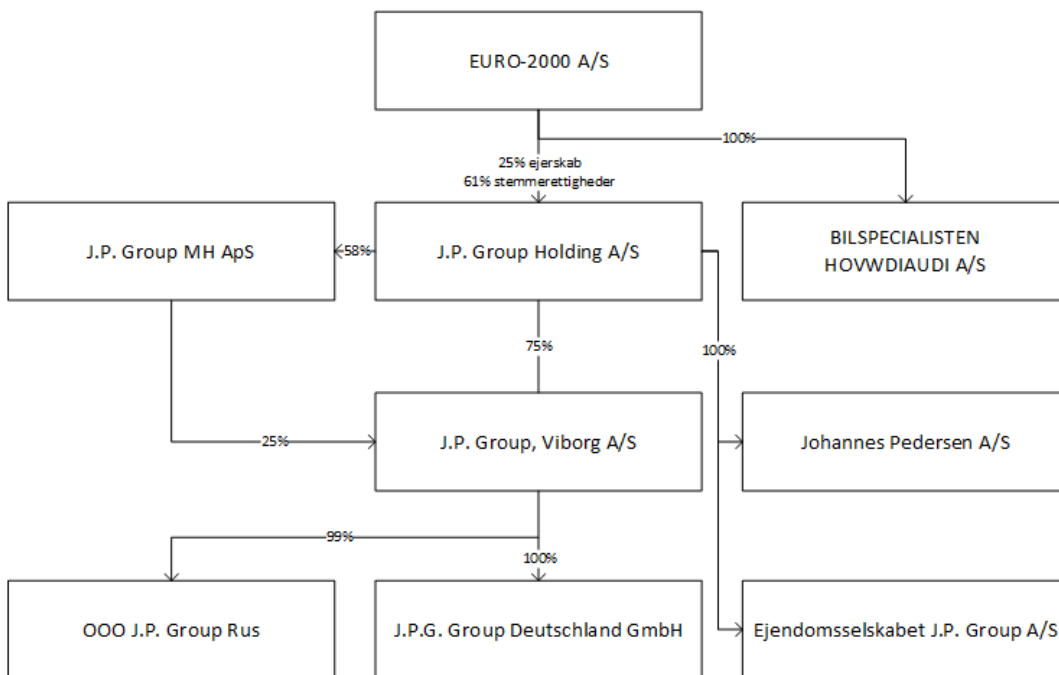 EURO-2000 A/S
100%
25% ejerskab
61% stemmerettigheder
J.P. Group MH ApS
58%
J.P. Group Holding A/S
BILSPECIALISTEN
HOVWDIAUDI A/S
75%
100%
25%
J.P. Group, Viborg A/S
Johannes Pedersen A/S
99%
100%
OOO J.P. Group Rus
J.P.G. Group Deutschland GmbH
Ejendomsselskabet J.P. Group A/S